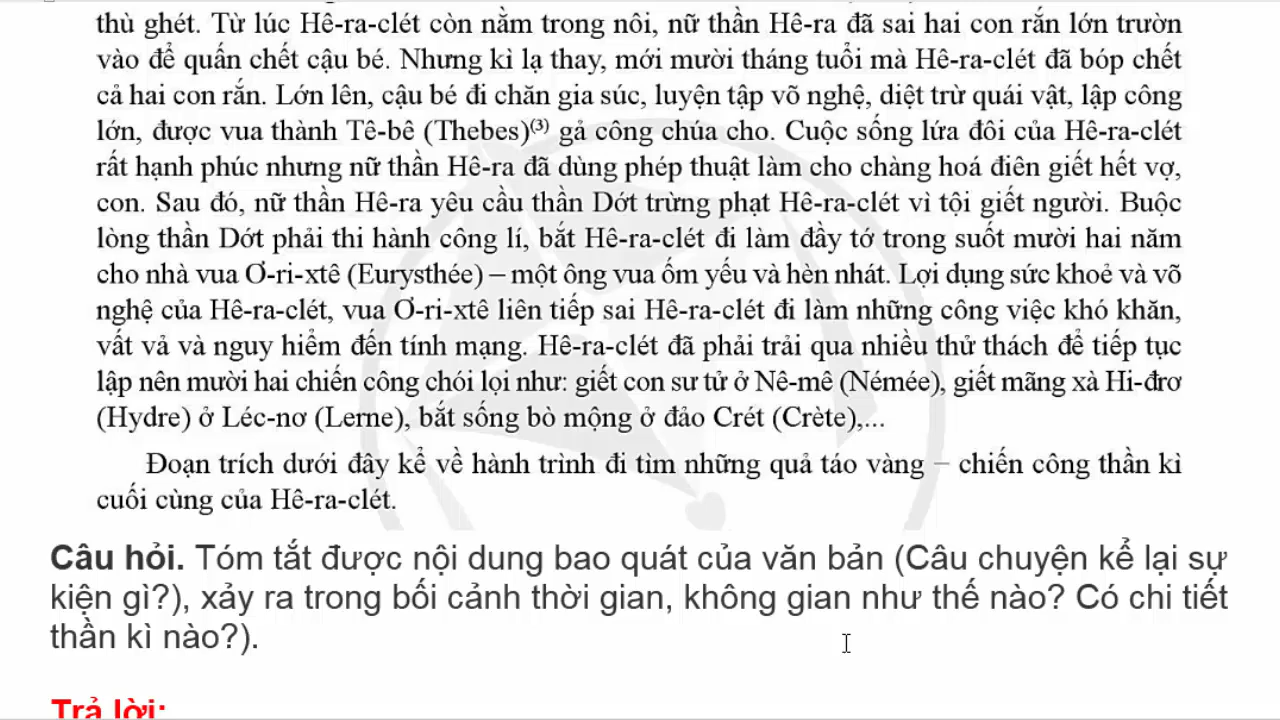 thù ghét. Từ lúc Hê-ra-clét còn nằm trong nôi, nữ thần Hê-ra đã sai hai con rắn lớn trườn
vào để quấn chết cậu bé. Nhưng kì lạ thay, mới mười tháng tuổi mà Hê-ra-clét đã bóp chết
cả hai con rắn. Lớn lên, cậu bé đi chăn gia súc, luyện tập võ nghệ, diệt trừ quái vật, lập công
lớn, được vua thành Tê-bê (Thebes)⁽³⁾ gả công chúa cho. Cuộc sống lứa đôi của Hê-ra-clét
rất hạnh phúc nhưng nữ thần Hê-ra đã dùng phép thuật làm cho chàng hoá điên giết hết vợ,
con. Sau đó, nữ thần Hê-ra yêu cầu thần Dớt trừng phạt Hê-ra-clét vì tội giết người. Buộc
lòng thần Dớt phải thi hành công lí, bắt Hê-ra-clét đi làm đầy tớ trong suốt mười hai năm
cho nhà vua Ơ-ri-xtê (Eurysthée) – một ông vua ốm yếu và hèn nhát. Lợi dụng sức khoẻ và võ
nghệ của Hê-ra-clét, vua Ơ-ri-xtê liên tiếp sai Hê-ra-clét đi làm những công việc khó khăn,
vất vả và nguy hiểm đến tính mạng. Hê-ra-clét đã phải trải qua nhiều thử thách để tiếp tục
lập nên mười hai chiến công chói lọi như: giết con sư tử ở Nê-mê (Némée), giết mãng xà Hi-đrơ
(Hydre) ở Léc-nơ (Lerne), bắt sống bò mộng ở đảo Crét (Crète),...
Đoạn trích dưới đây kể về hành trình đi tìm những quả táo vàng – chiến công thần kì
cuối cùng của Hê-ra-clét.
Câu hỏi. Tóm tắt được nội dung bao quát của văn bản (Câu chuyện kể lại sự
kiện gì?), xảy ra trong bối cảnh thời gian, không gian như thế nào? Có chi tiết
thần kì nào?).
Trả lời: